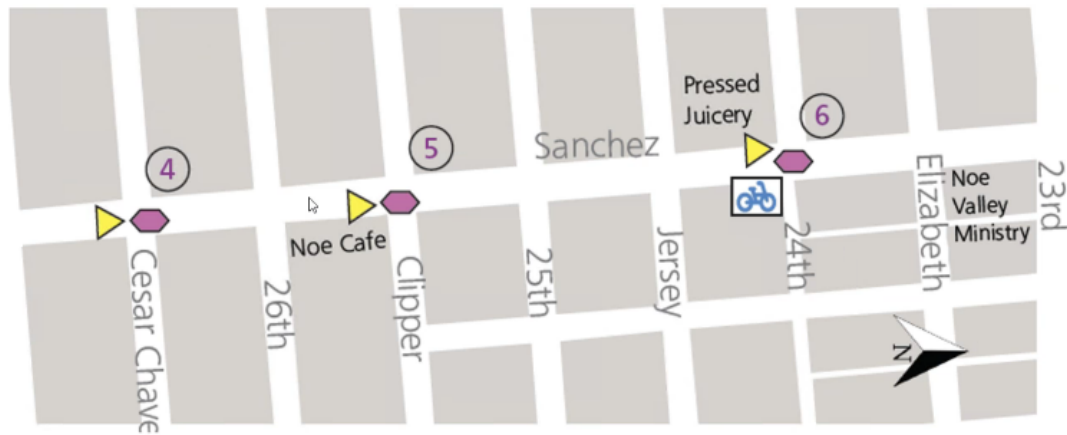 Pressed
Juicery
6
5
Sanchez
4
Noe Cafe
Elizabeth
Noe
Valley
Ministry
23rd
24th
Jersey
25th
Clipper
26th
Cesar Chave
N